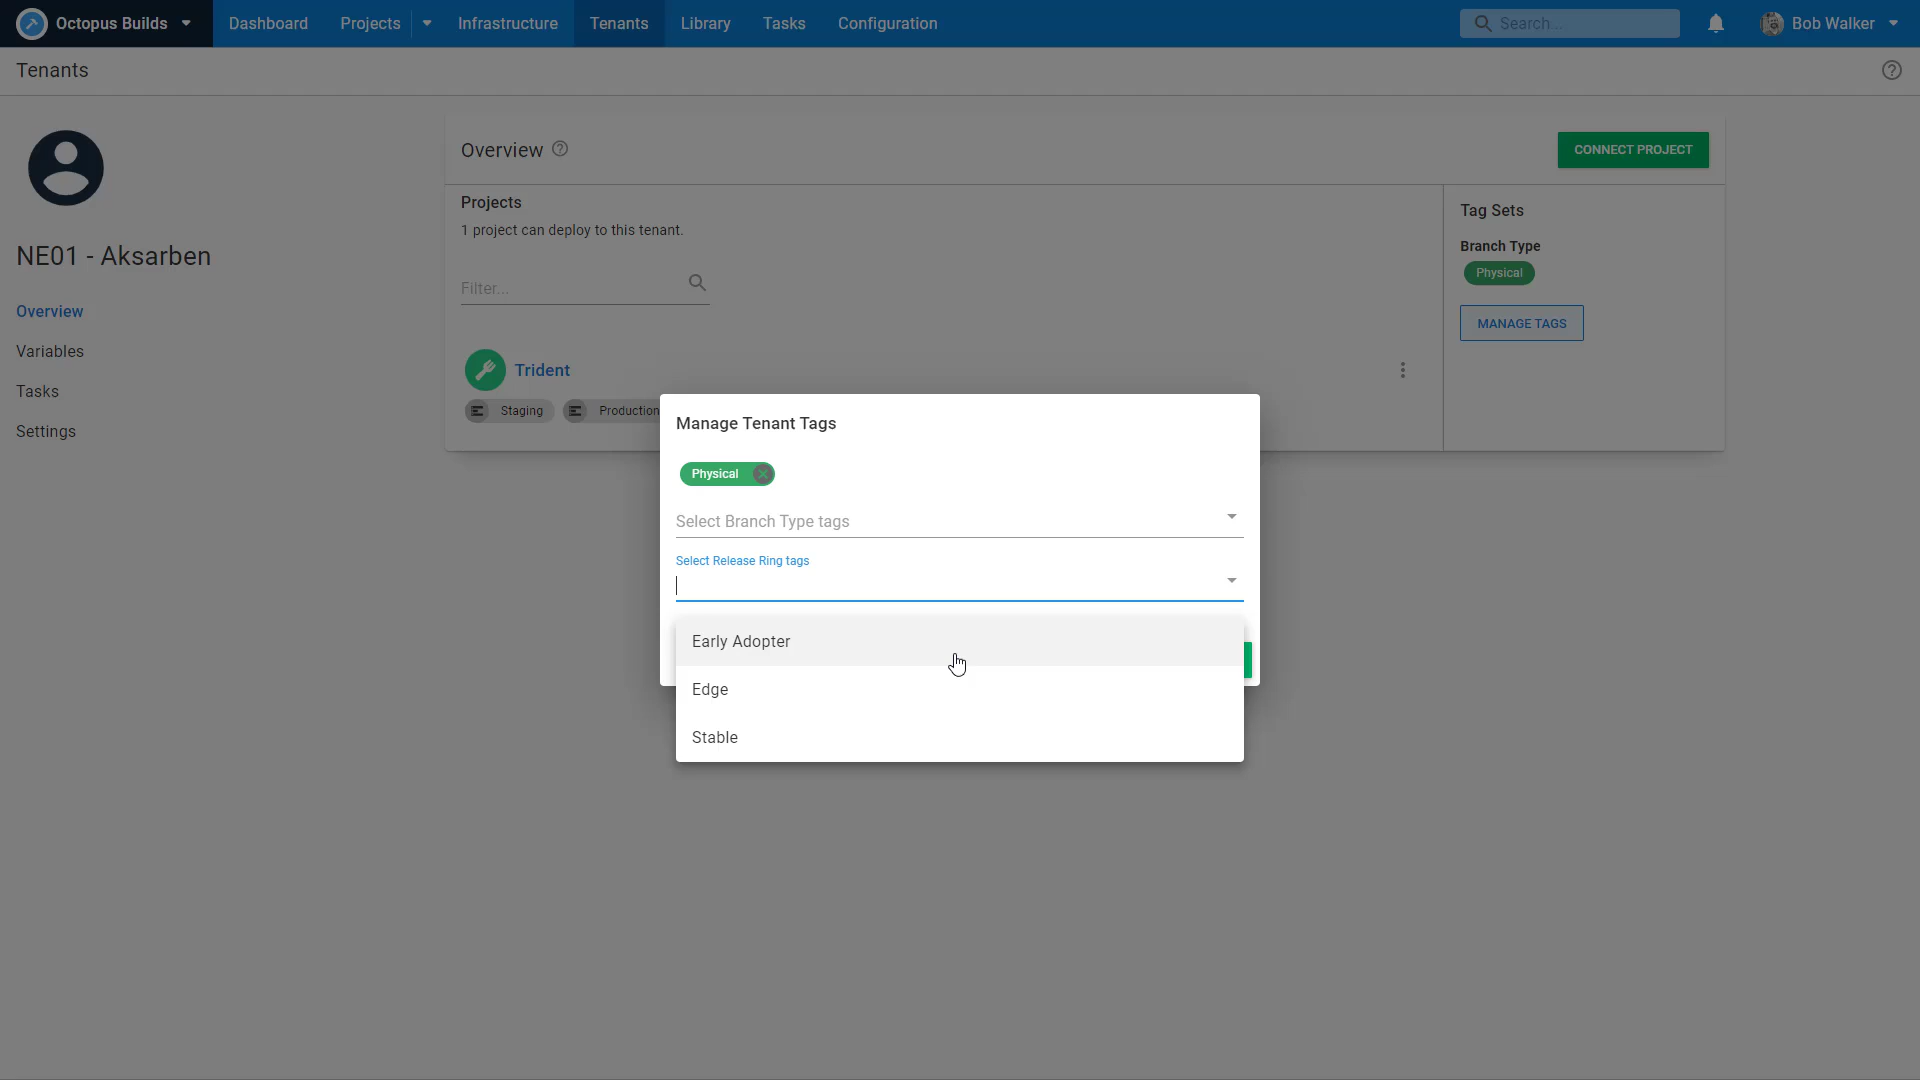 Octopus Builds
Dashboard
Projects
Infrastructure
Tenants
Library
Tasks
Configuration
Search...
Bob Walker
Tenants
NE01 - Aksarben
Overview
Variables
Tasks
Settings
Overview
CONNECT PROJECT
Projects
1 project can deploy to this tenant.
Filter...
Trident
Staging
Production
Tag Sets
Branch Type
Physical
MANAGE TAGS
Manage Tenant Tags
Physical
Select Branch Type tags
Select Release Ring tags
Early Adopter
Edge
Stable